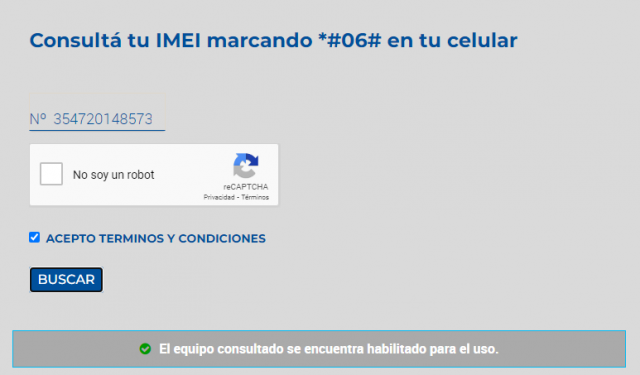 Consultá tu IMEI marcando *#06# en tu celular
Nº 354720148573
No soy un robot
reCAPTCHA
Privacidad - Términos
ACEPTO TERMINOS Y CONDICIONES
BUSCAR
El equipo consultado se encuentra habilitado para el uso.